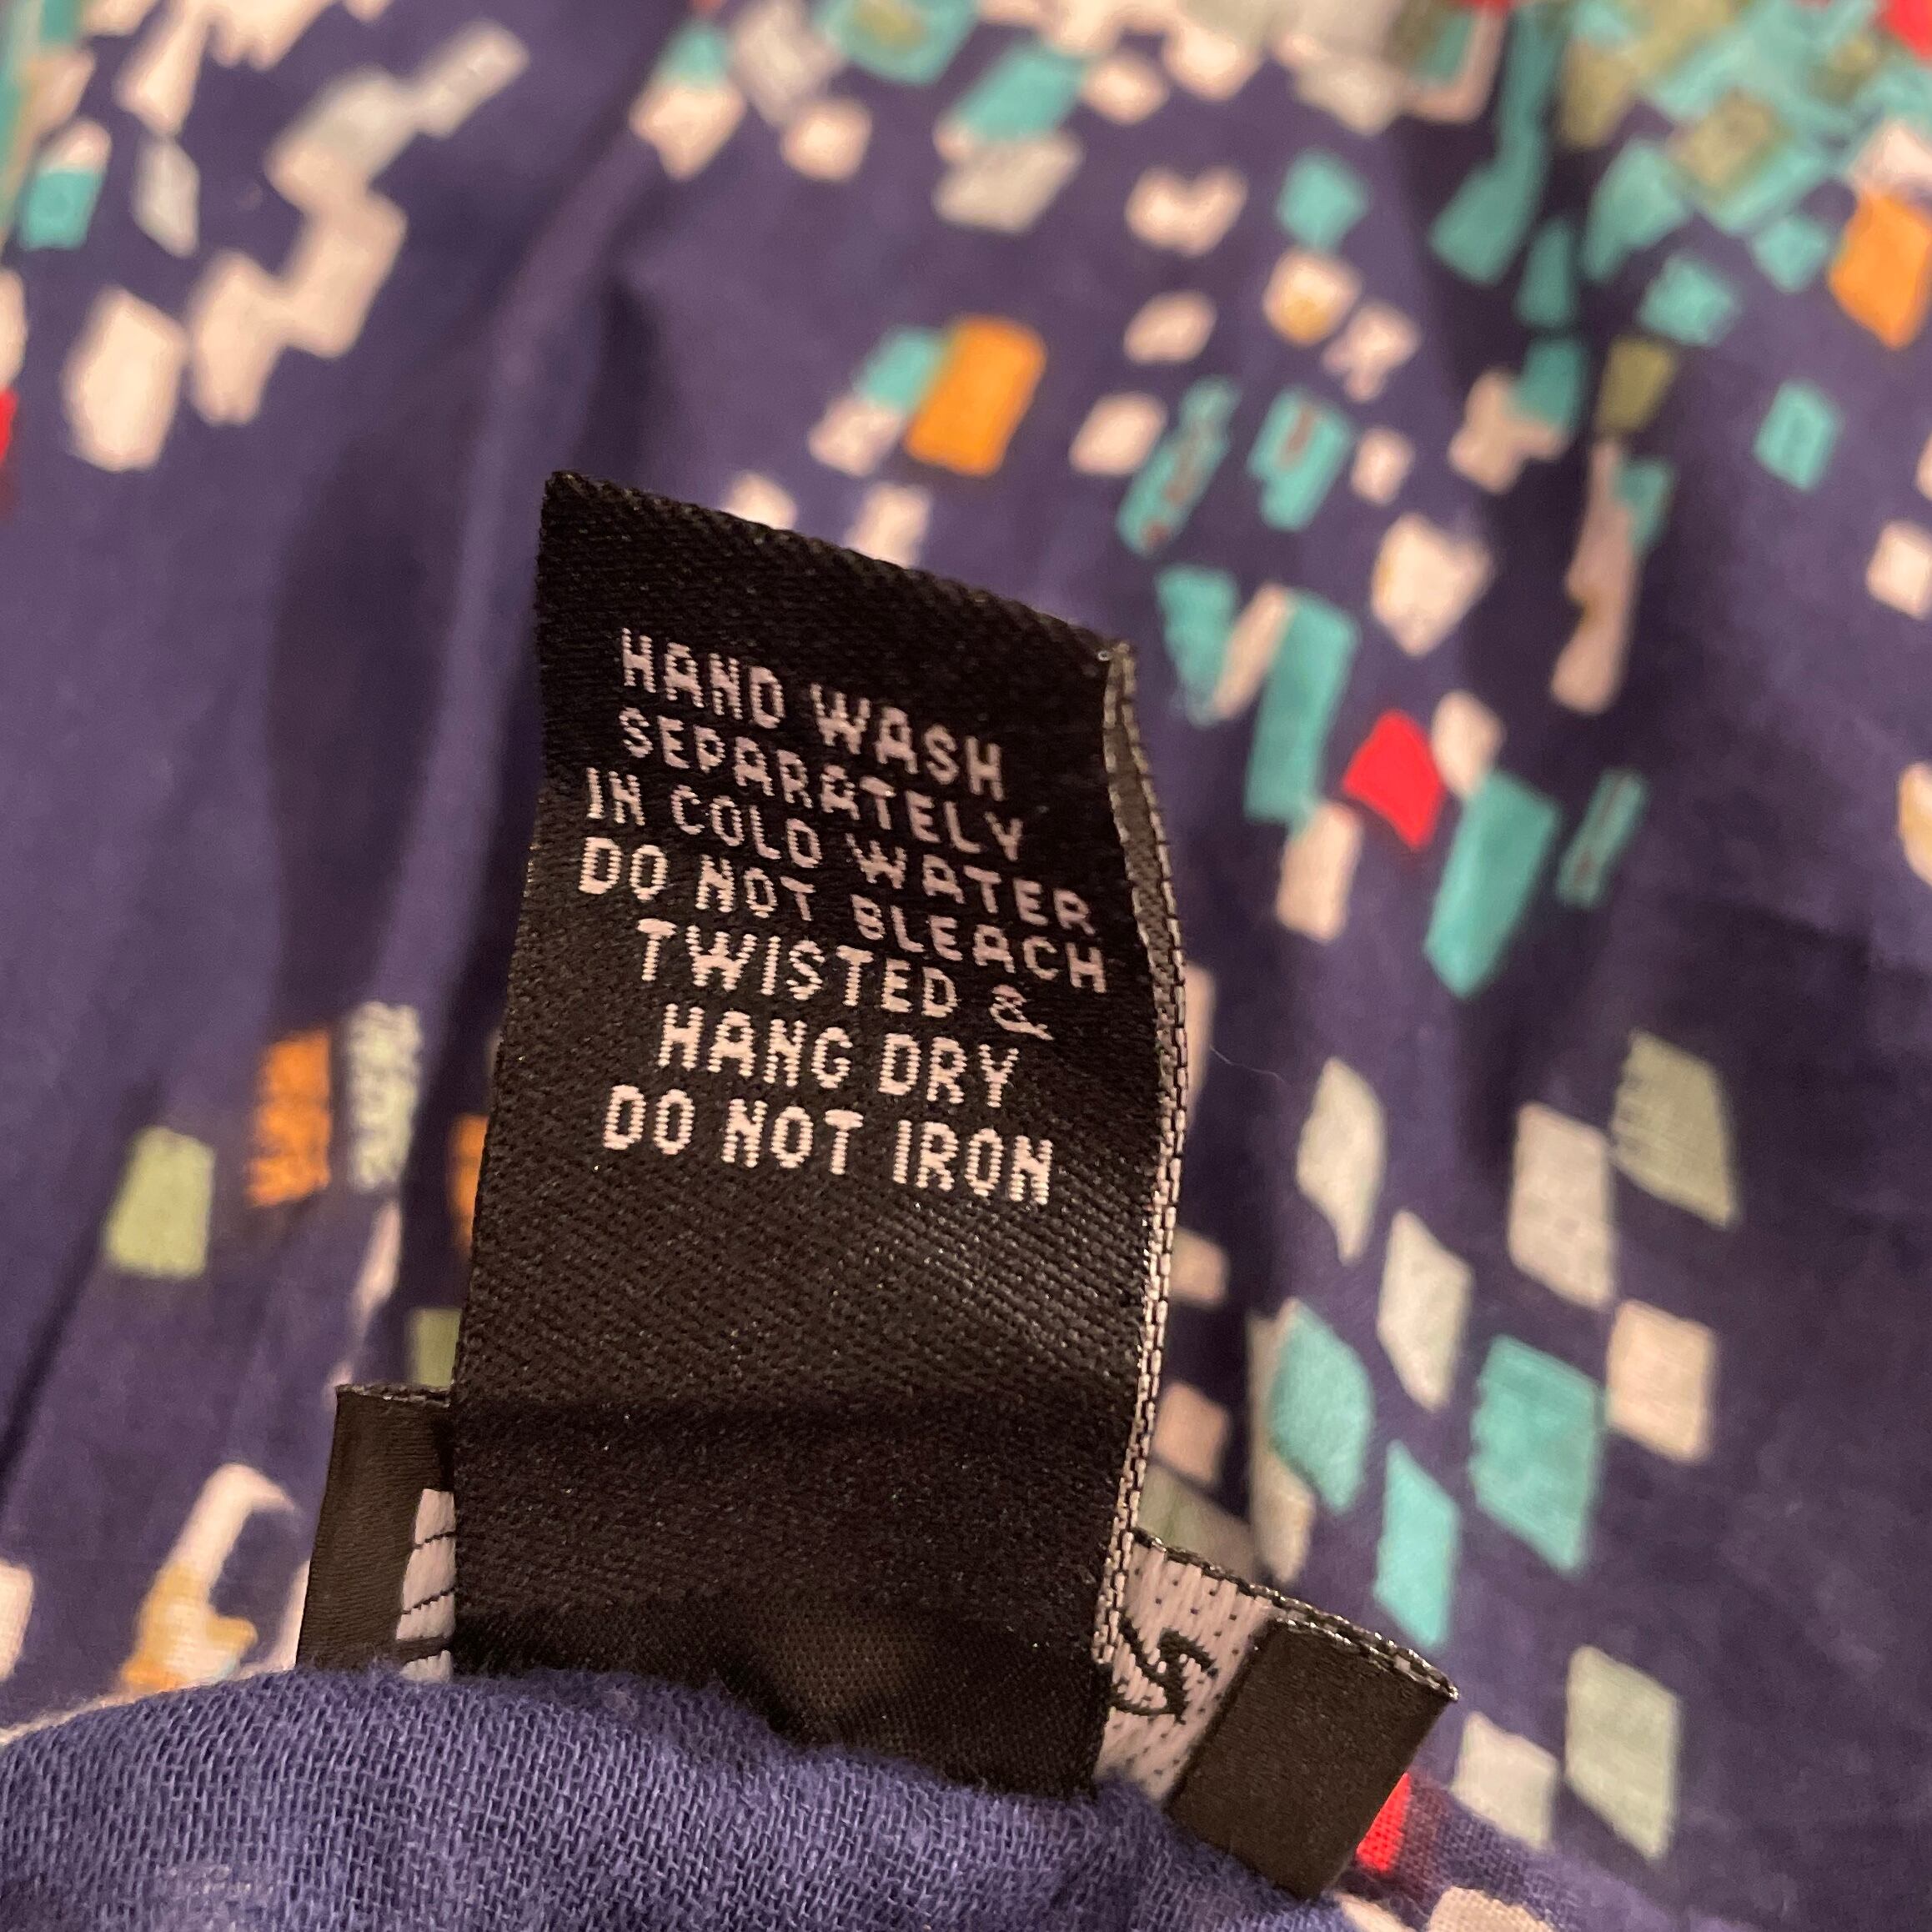 HAND WASH
SEPARATELY
IN COLD WATER
DO NOT BLEACH
TWISTED &
HANG DRY
DO NOT IRON